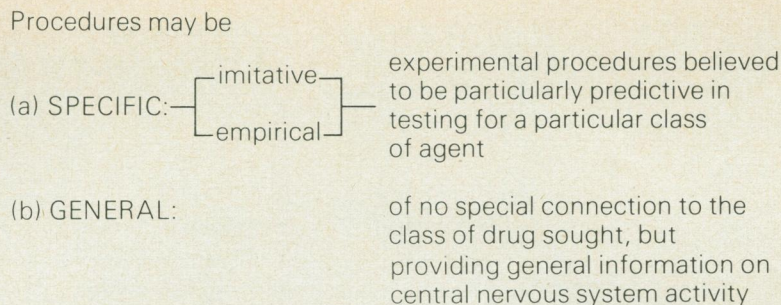 Procedures may be
imitative
(a) SPECIFIC:
empirical
experimental procedures believed
to be particularly predictive in
testing for a particular class
of agent
(b) GENERAL:
of no special connection to the
class of drug sought, but
providing general information on
central nervous system activity